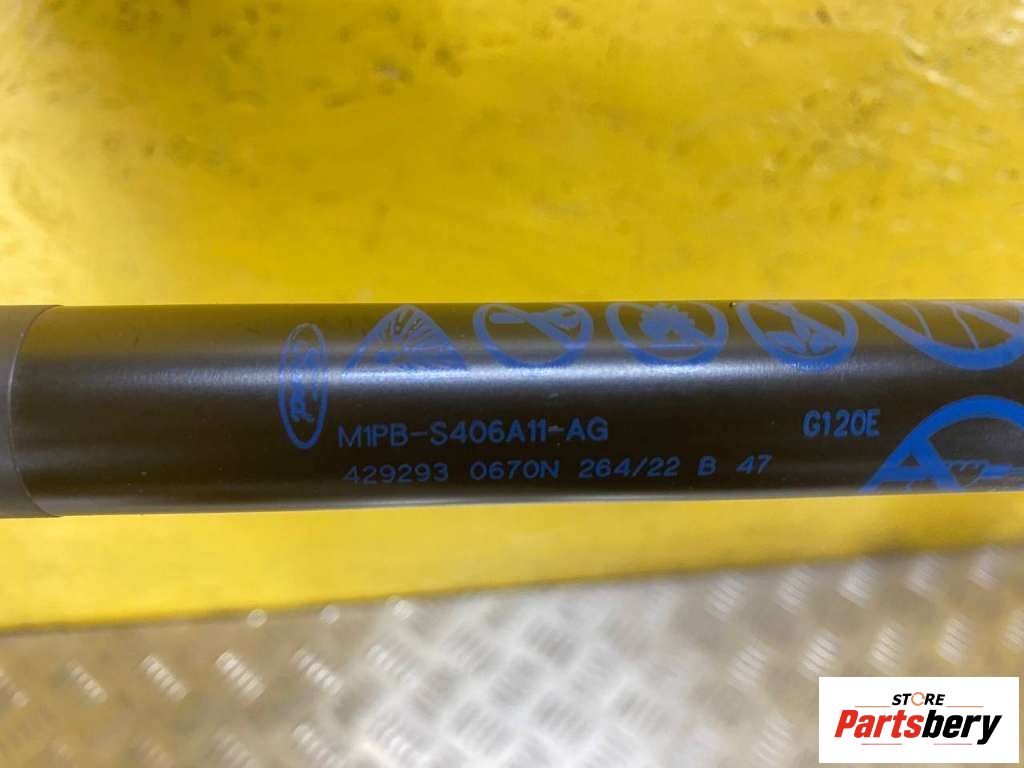 M1PB-S406A11-AG
G120E
429293 0670N 264/22 B 47
STORE
Partsbery